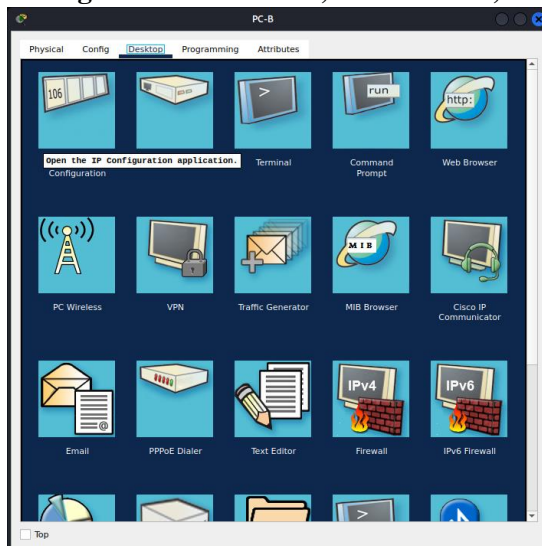 PC-B
Physical Config Desktop Programming Attributes
106
>
run
http:
Open the IP Configuration application.
Configuration
Terminal
Command
Prompt
Web Browser
MIB
PC Wireless
VPN
Traffic Generator
MIB Browser
Cisco IP
Communicator
@
IPv4
IPv6
Email
PPPoE Dialer
Text Editor
Firewall
IPv6 Firewall
>
Top